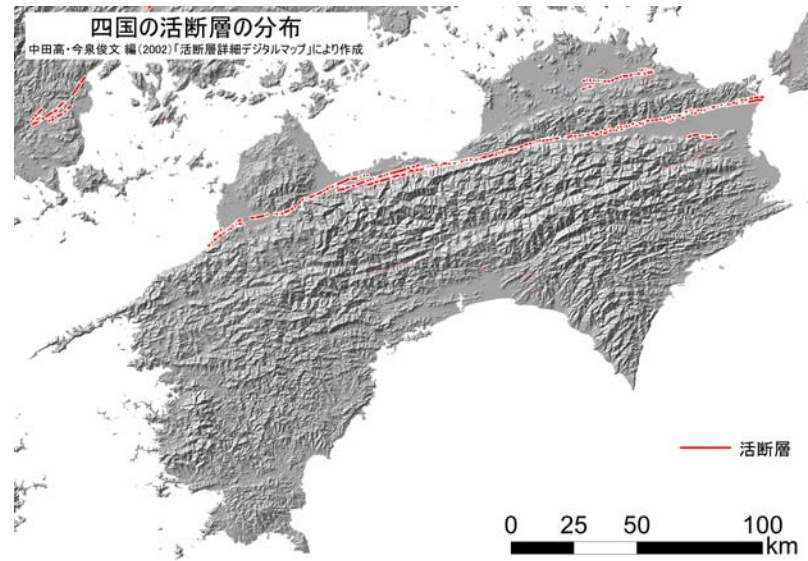 四国の活断層の分布
中田高・今泉俊文 編(2002)「活断層詳細デジタルマップ」により作成
活断層
0 25 50 100
km